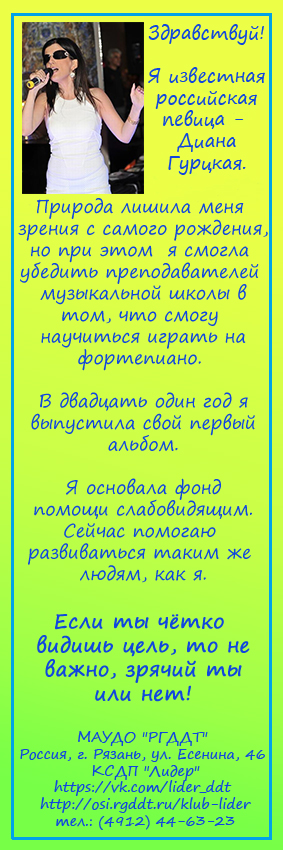 Здравствуй!
Я известная
российская
певица -
Диана
Гурцкая.
Природа лишила меня
зрения с самого рождения,
но при этом я смогла
убедить преподавателей
музыкальной школы в
том, что смогу
научиться играть на
фортепиано.
В двадцать один год я
выпустила свой первый
альбом.
Я основала фонд
помощи слабовидящим.
Сейчас помогаю
развиваться таким же
людям, как я.
Если ты чётко
видишь цель, то не
важно, зрячий ты
или нет!
МАУДО "РГДДТ"
Россия, г. Рязань, ул. Есенина, 46
КСДП "Лидер"
https://vk.com/lider_ddt
http://osi.rgddt.ru/klub-lider
тел.: (4912) 44-63-23